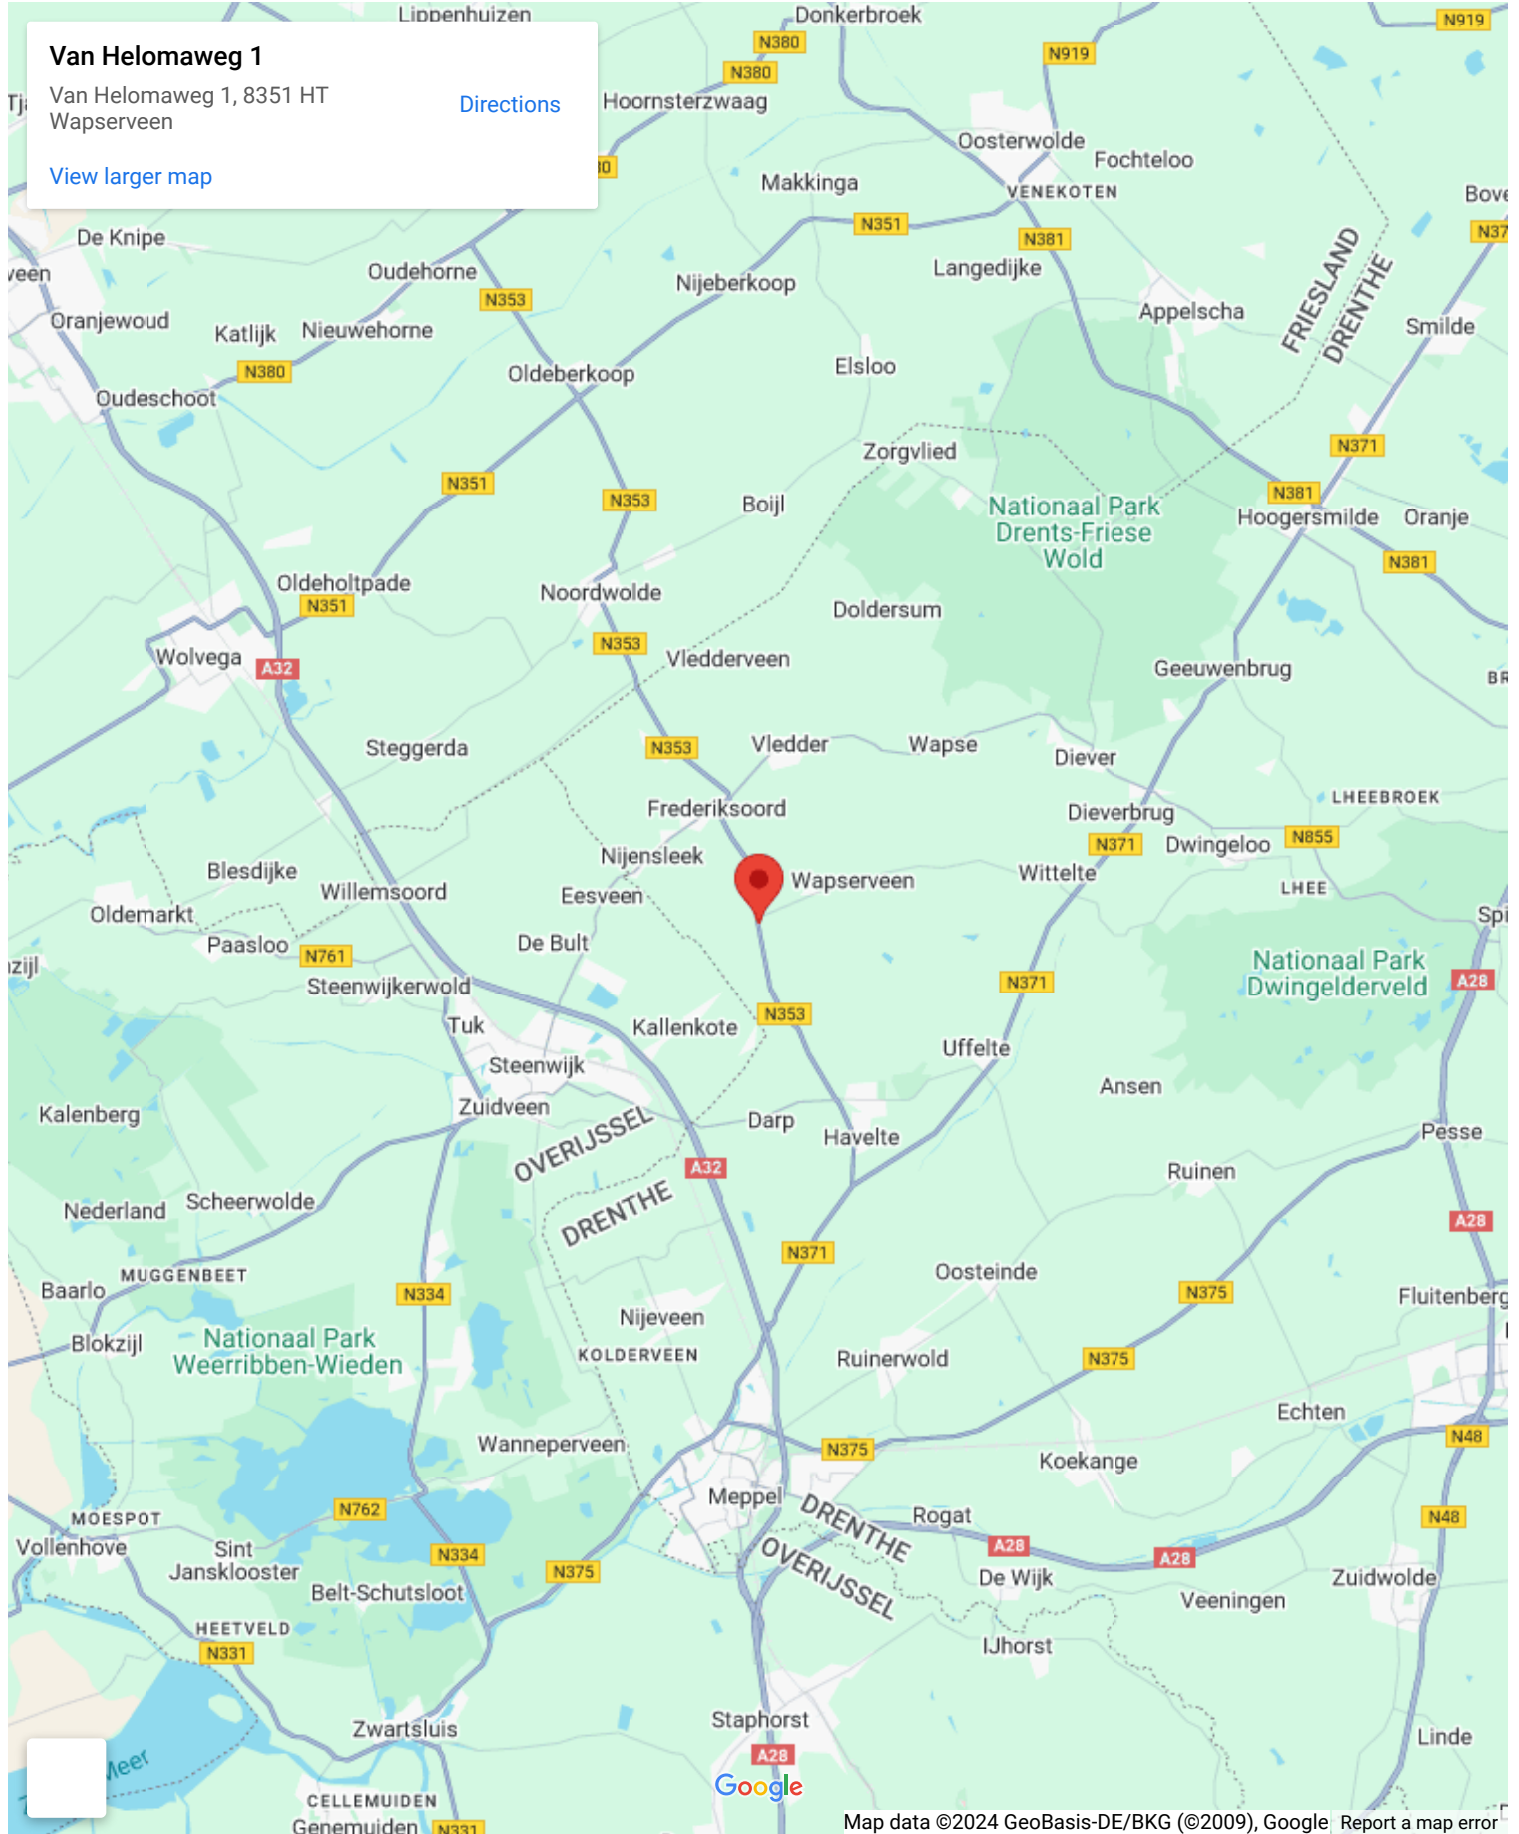 Van Helomaweg 1
Van Helomaweg 1, 8351 HT
Wapserveen
Directions
View larger map
Lippenhuizen
Donkerbroek
N380
N919
N919
N380
Hoornsterzwaag
Oosterwolde
Fochteloo
Makkinga
VENEKOTEN
N351
N381
De Knipe
Oudehorne
Nijeberkoop
Langedijke
FRIESLAND
DRENTHE
N353
Appelscha
Smilde
Oranjewoud
Katlijk
Nieuwehorne
N380
Oldeberkoop
Elsloo
Oudeschoot
N371
Zorgvlied
N351
N353
Boijl
Nationaal Park
Drents-Friese
Wold
N381
Hoogersmilde
Oranje
N381
Oldeholtpade
N351
Noordwolde
Doldersum
N353
Wolvega
A32
Vledderveen
Geeuwenbrug
Steggerda
N353
Vledder
Wapse
Diever
LHEEBROEK
Frederiksoord
Dieverbrug
N371
Dwingeloo
N855
Nijensleek
Blesdijke
Willemsoord
Eesveen
Wapserveen
Wittelte
LHEE
Oldemarkt
Paasloo
N761
De Bult
Nationaal Park
Dwingelderveld
A28
N371
Steenwijkerwold
N353
Tuk
Kallenkote
Uffelte
Steenwijk
Ansen
Kalenberg
Zuidveen
Darp
Havelte
Pesse
OVERIJSSEL
DRENTHE
A32
Ruinen
Nederland
Scheerwolde
A28
N371
MUGGENBEET
Baarlo
N334
Oosteinde
N375
Fluitenberg
Nijeveen
Blokzijl
Nationaal Park
Weerribben-Wieden
KOLDERVEEN
Ruinerwold
N375
Echten
Wanneperveen
N375
Koekange
N48
Meppel
DRENTHE
OVERIJSSEL
N762
MOESPOT
Rogat
N48
Vollenhove
Sint
Jansklooster
N334
A28
A28
N375
De Wijk
Zuidwolde
Belt-Schutsloot
Veeningen
HEETVELD
N331
IJhorst
Zwartsluis
Staphorst
Linde
A28
Meer
Google
CELLEMUIDEN
Genemuiden
N331
Map data ©2024 GeoBasis-DE/BKG (©2009), Google
Report a map error